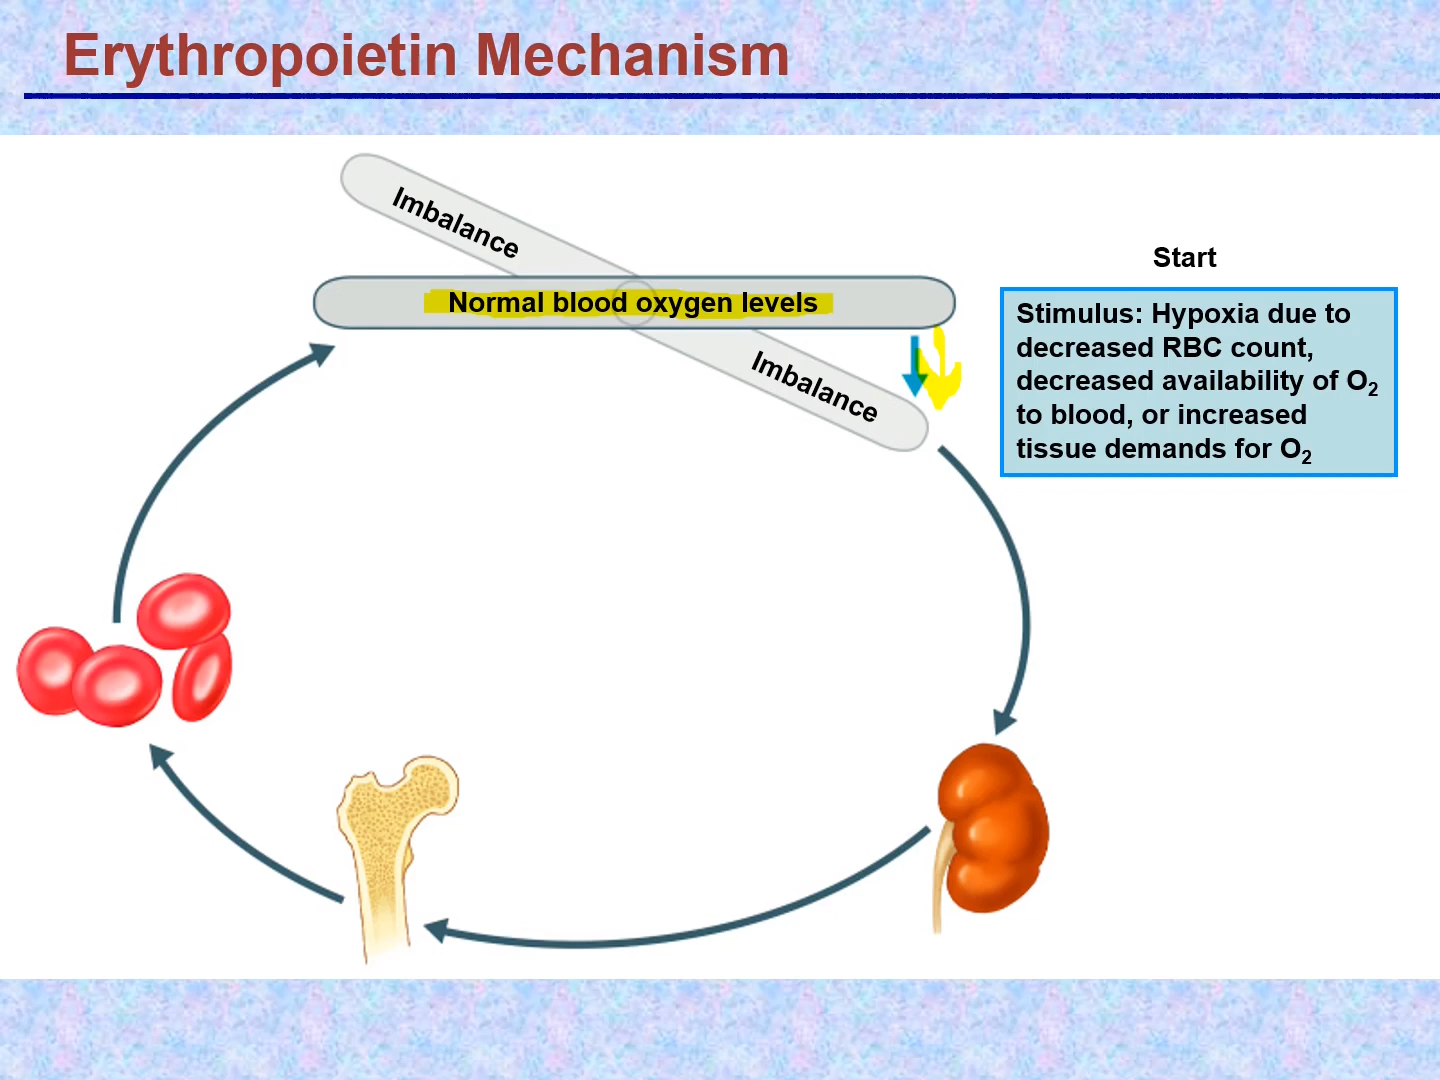 Erythropoietin Mechanism
Imbalance
Normal blood oxygen levels
Imbalance
Start
Stimulus: Hypoxia due to
decreased RBC count,
decreased availability of O2
to blood, or increased
tissue demands for O2